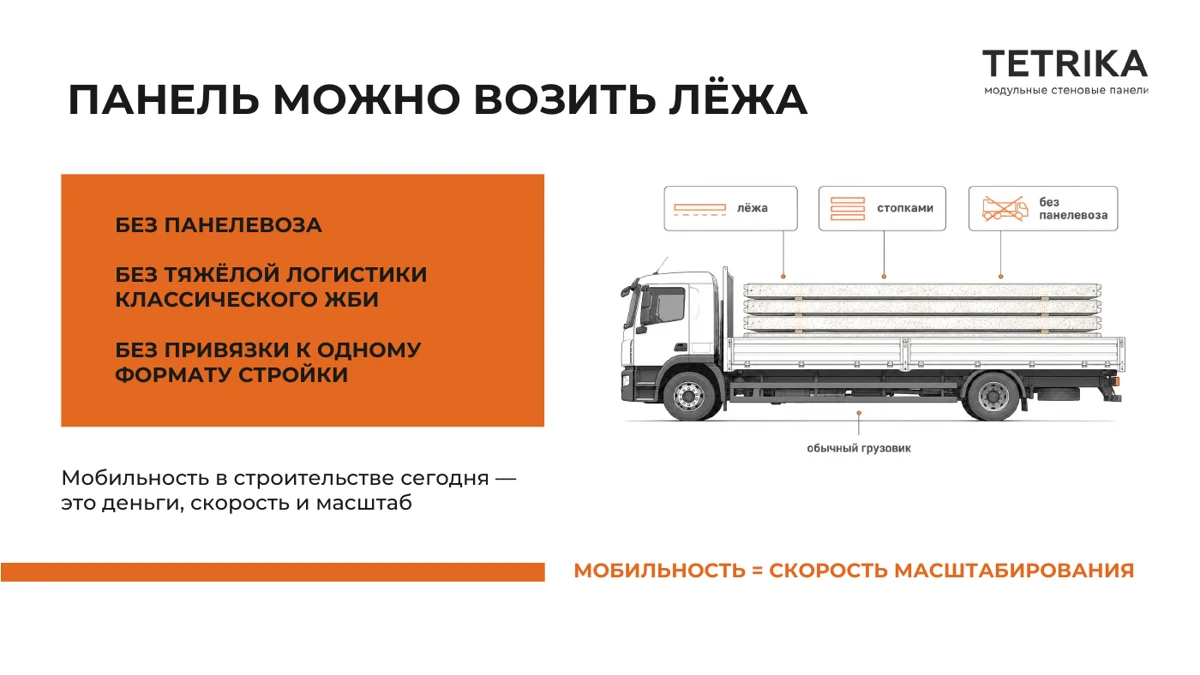 TETRIKA
модульные стеновые панели
ПАНЕЛЬ МОЖНО ВОЗИТЬ ЛЁЖА
БЕЗ ПАНЕЛЕВОЗА
БЕЗ ТЯЖЁЛОЙ ЛОГИСТИКИ
КЛАССИЧЕСКОГО ЖБИ
БЕЗ ПРИВЯЗКИ К ОДНОМУ
ФОРМАТУ СТРОЙКИ
лёжа
стопками
без
панелевоза
обычный грузовик
Мобильность в строительстве сегодня —
это деньги, скорость и масштаб
МОБИЛЬНОСТЬ = СКОРОСТЬ МАСШТАБИРОВАНИЯ